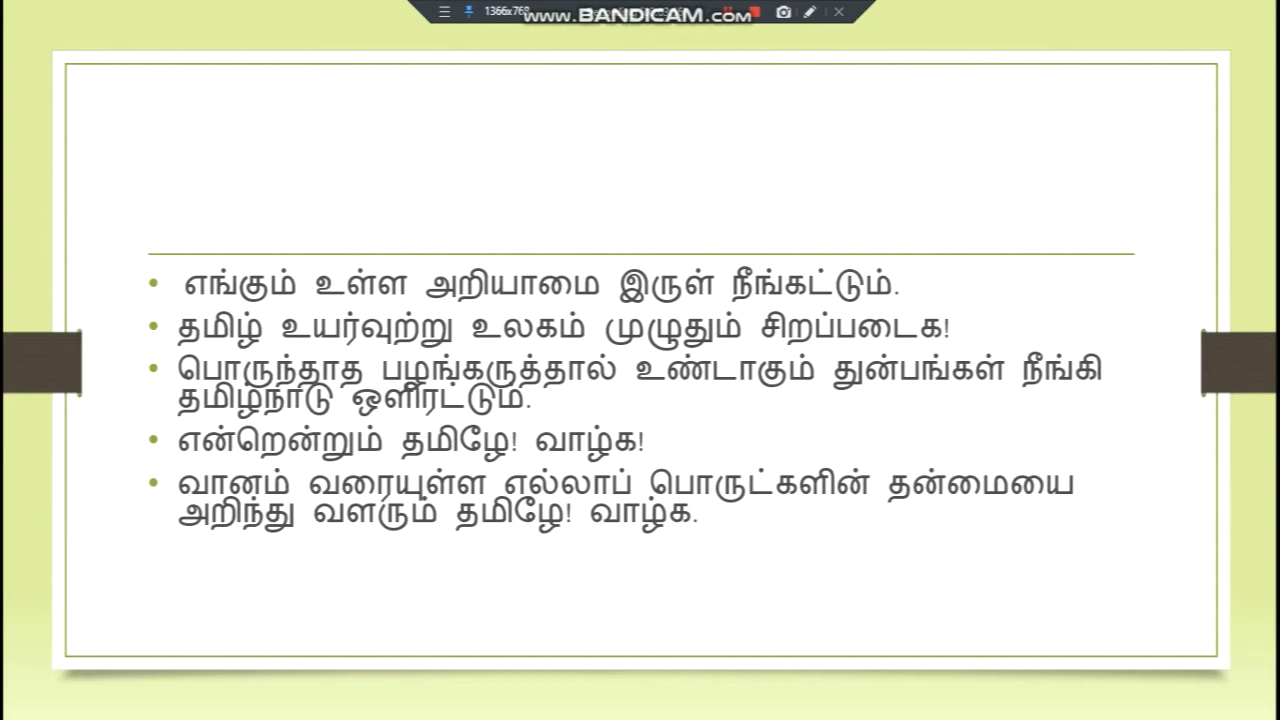 1366x768
www.BANDICAM.com
• எங்கும் உள்ள அறியாமை இருள் நீங்கட்டும்.
• தமிழ் உயர்வுற்று உலகம் முழுதும் சிறப்படைக!
• பொருந்தாத பழங்கருத்தால் உண்டாகும் துன்பங்கள் நீங்கி
தமிழ்நாடு ஒளிரட்டும்.
• என்றென்றும் தமிழே! வாழ்க!
• வானம் வரையுள்ள எல்லாப் பொருட்களின் தன்மையை
அறிந்து வளரும் தமிழே! வாழ்க.